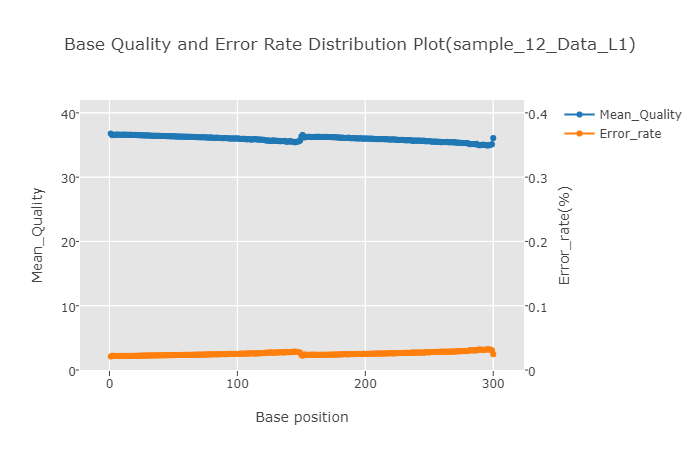 Base Quality and Error Rate Distribution Plot(sample_12_Data_L1)
Mean_Quality
Error_rate
40
30
20
10
0
0.4
0.3
0.2
0.1
0
Mean_Quality
Error_rate(%)
0
100
200
300
Base position